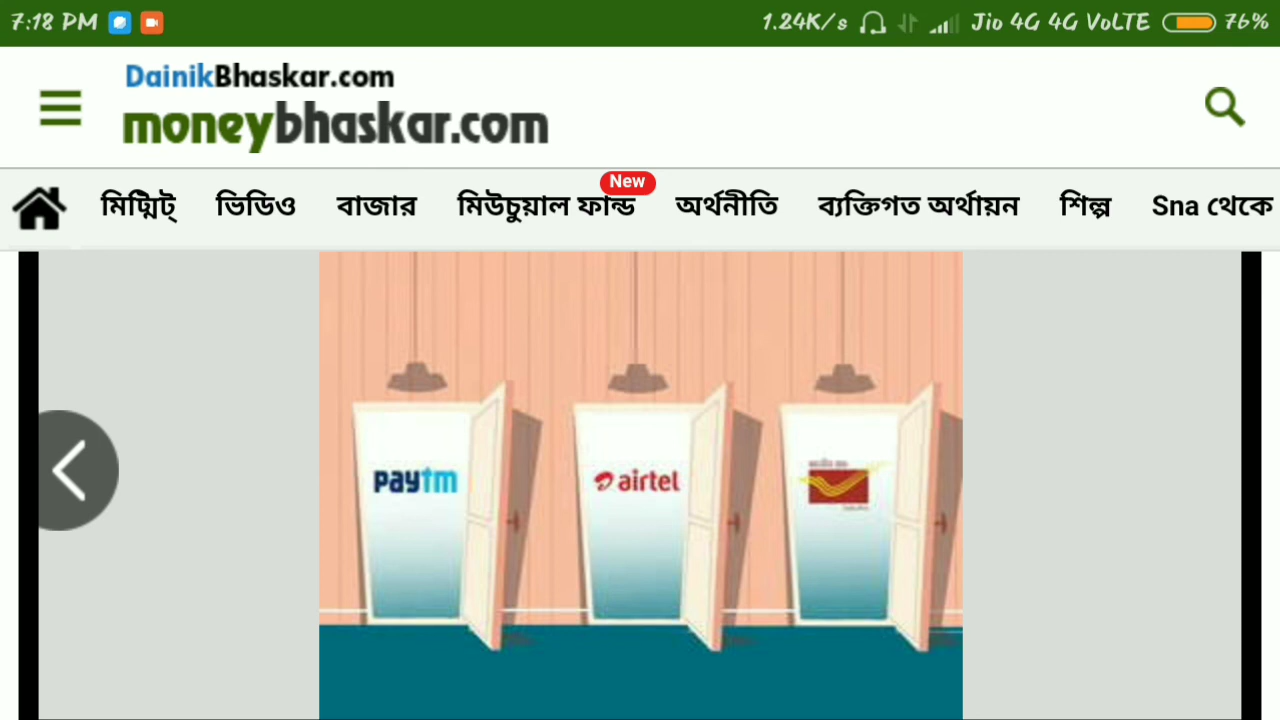 7:18 PM 1.24K/s Jio 4G 4G VoLTE 76%
DainikBhaskar.com
moneybhaskar.com
New
মিট্মিট্ ভিডিও বাজার মিউচুয়াল ফান্ড অর্থনীতি ব্যক্তিগত অর্থায়ন শিল্প Sna থেকে
paytm airtel